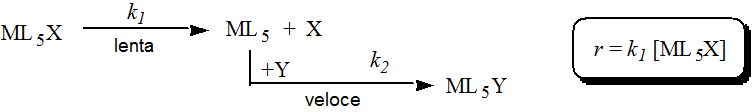 ML5X k1 lenta ML5 + X
+Y k2 veloce ML5Y
r = k1 [ML5X]